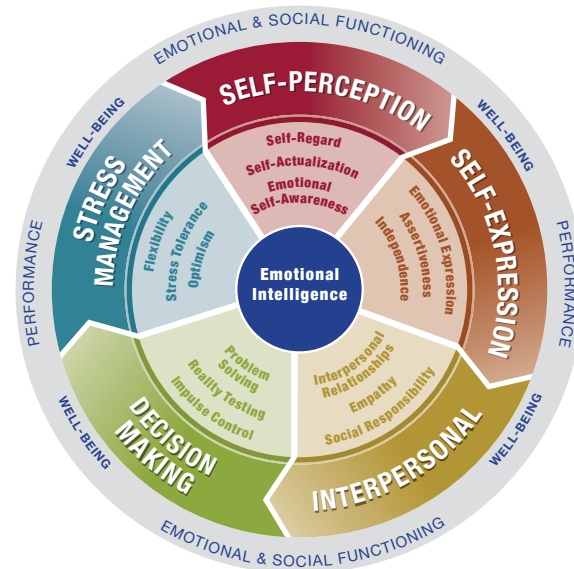 EMOTIONAL & SOCIAL FUNCTIONING
WELL-BEING
WELL-BEING
PERFORMANCE
PERFORMANCE
WELL-BEING
WELL-BEING
EMOTIONAL & SOCIAL FUNCTIONING
SELF-PERCEPTION
Self-Regard
Self-Actualization
Emotional
Self-Awareness
SELF-EXPRESSION
Emotional Expression
Assertiveness
Independence
INTERPERSONAL
Interpersonal
Relationships
Empathy
Social Responsibility
DECISION
MAKING
Problem
Solving
Reality Testing
Impulse Control
STRESS
MANAGEMENT
Flexibility
Stress Tolerance
Optimism
Emotional
Intelligence